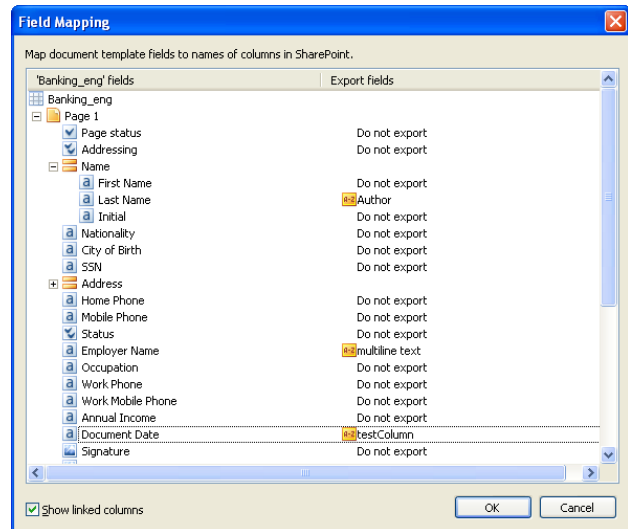 Field Mapping
Map document template fields to names of columns in SharePoint.
'Banking_eng' fields Export fields
Banking_eng
Page 1
Page status Do not export
Addressing Do not export
Name
a First Name Do not export
a Last Name a-z Author
a Initial Do not export
a Nationality Do not export
a City of Birth Do not export
a SSN Do not export
Address
a Home Phone Do not export
a Mobile Phone Do not export
Status Do not export
a Employer Name a-z multiline text
a Occupation Do not export
a Work Phone Do not export
a Work Mobile Phone Do not export
a Annual Income Do not export
a Document Date a-z testColumn
Signature Do not export
Show linked columns OK Cancel